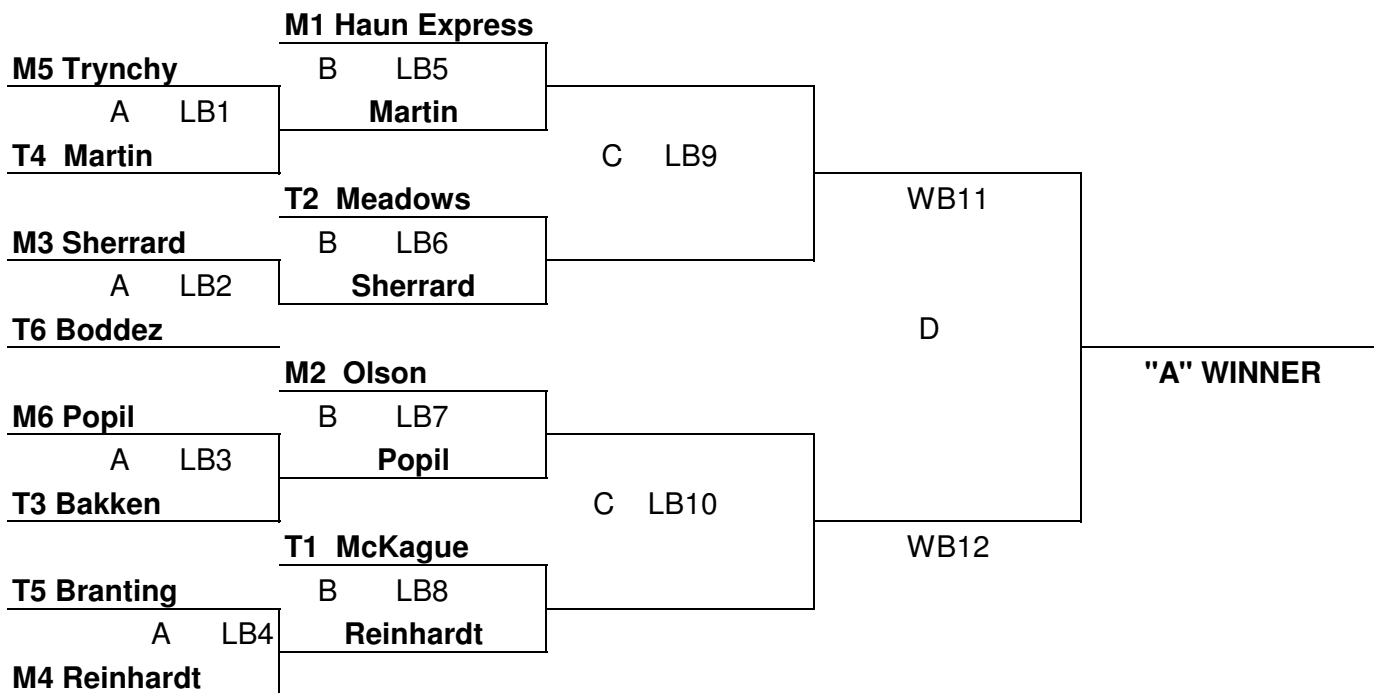 M1 Haun Express
M5 Trynchy B LB5
A LB1 Martin
T4 Martin C LB9
T2 Meadows WB11
M3 Sherrard B LB6
A LB2 Sherrard
T6 Boddez D
M2 Olson "A" WINNER
M6 Popil B LB7
A LB3 Popil
T3 Bakken C LB10
T1 McKague WB12
T5 Branting B LB8
A LB4 Reinhardt
M4 Reinhardt